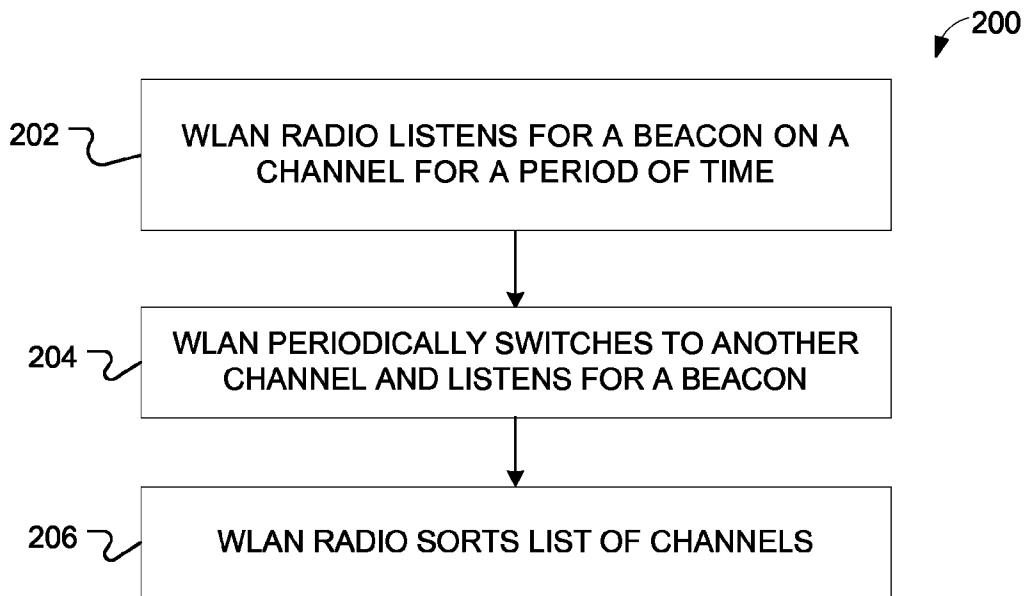 200
202
WLAN RADIO LISTENS FOR A BEACON ON A
CHANNEL FOR A PERIOD OF TIME
204
WLAN PERIODICALLY SWITCHES TO ANOTHER
CHANNEL AND LISTENS FOR A BEACON
206
WLAN RADIO SORTS LIST OF CHANNELS